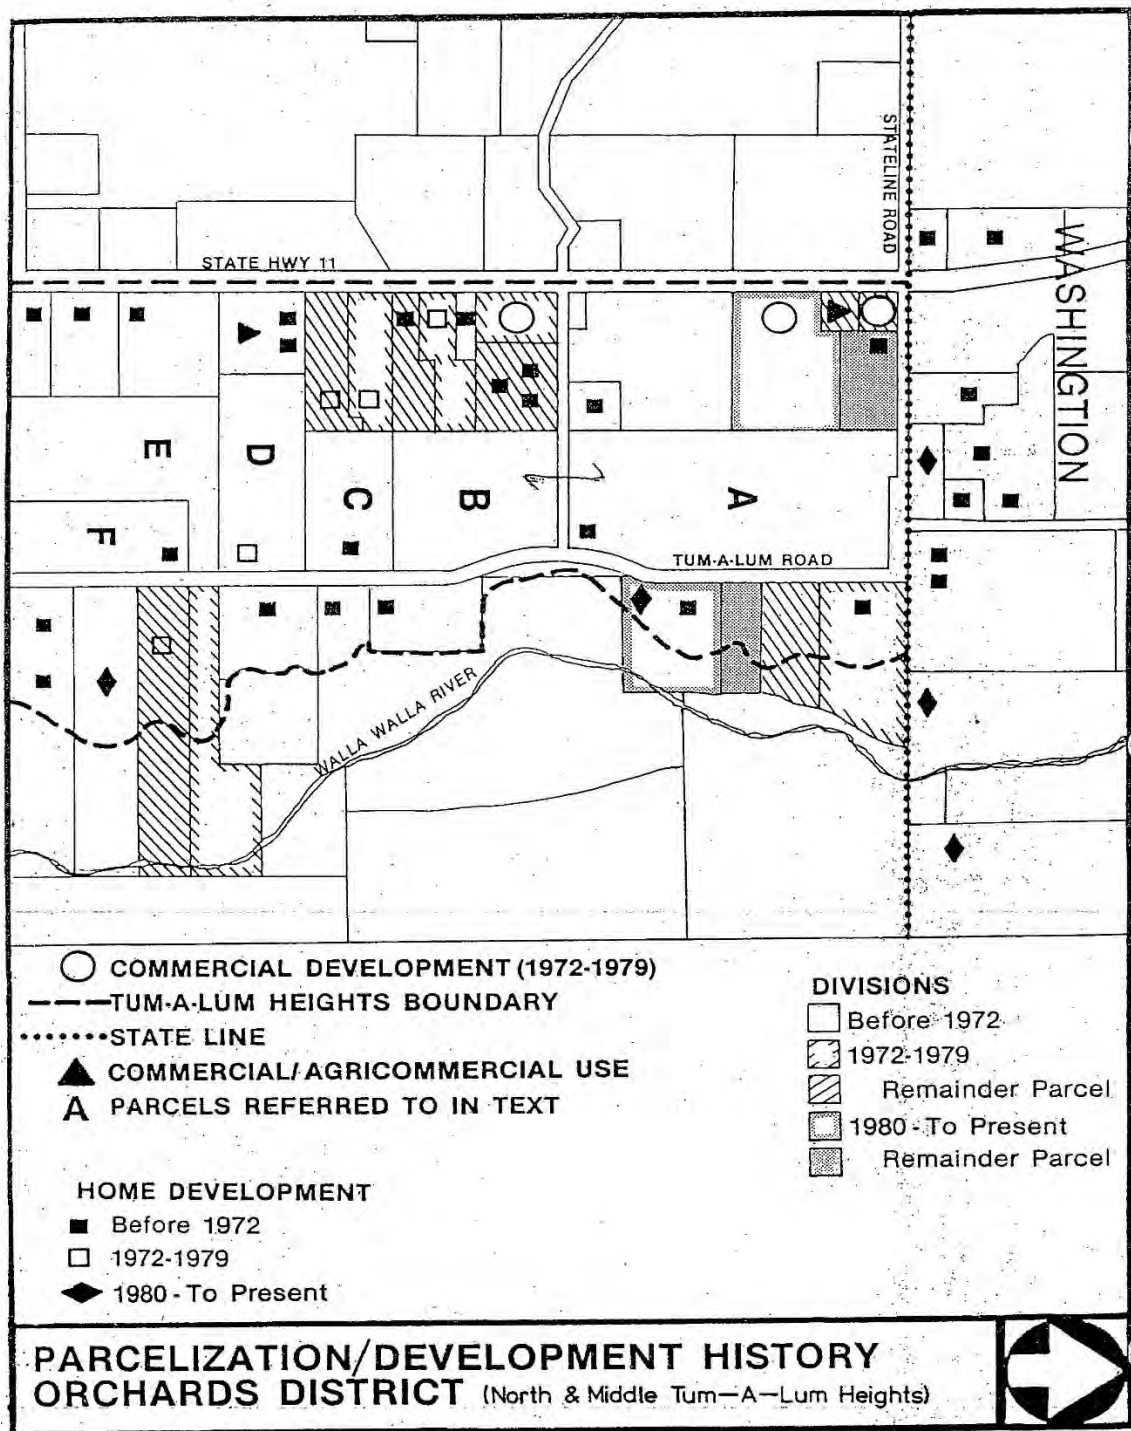 STATELINE ROAD
WASHINGTION
STATE HWY 11
E
D
C
B
A
F
TUM-A-LUM ROAD
WALLA WALLA RIVER
COMMERCIAL DEVELOPMENT (1972-1979)
TUM-A-LUM HEIGHTS BOUNDARY
STATE LINE
COMMERCIAL/AGRICOMMERCIAL USE
A PARCELS REFERRED TO IN TEXT
HOME DEVELOPMENT
Before 1972
1972-1979
1980 - To Present
DIVISIONS
Before 1972
1972-1979
Remainder Parcel
1980 - To Present
Remainder Parcel
PARCELIZATION/DEVELOPMENT HISTORY
ORCHARDS DISTRICT (North & Middle Tum-A-Lum Heights)